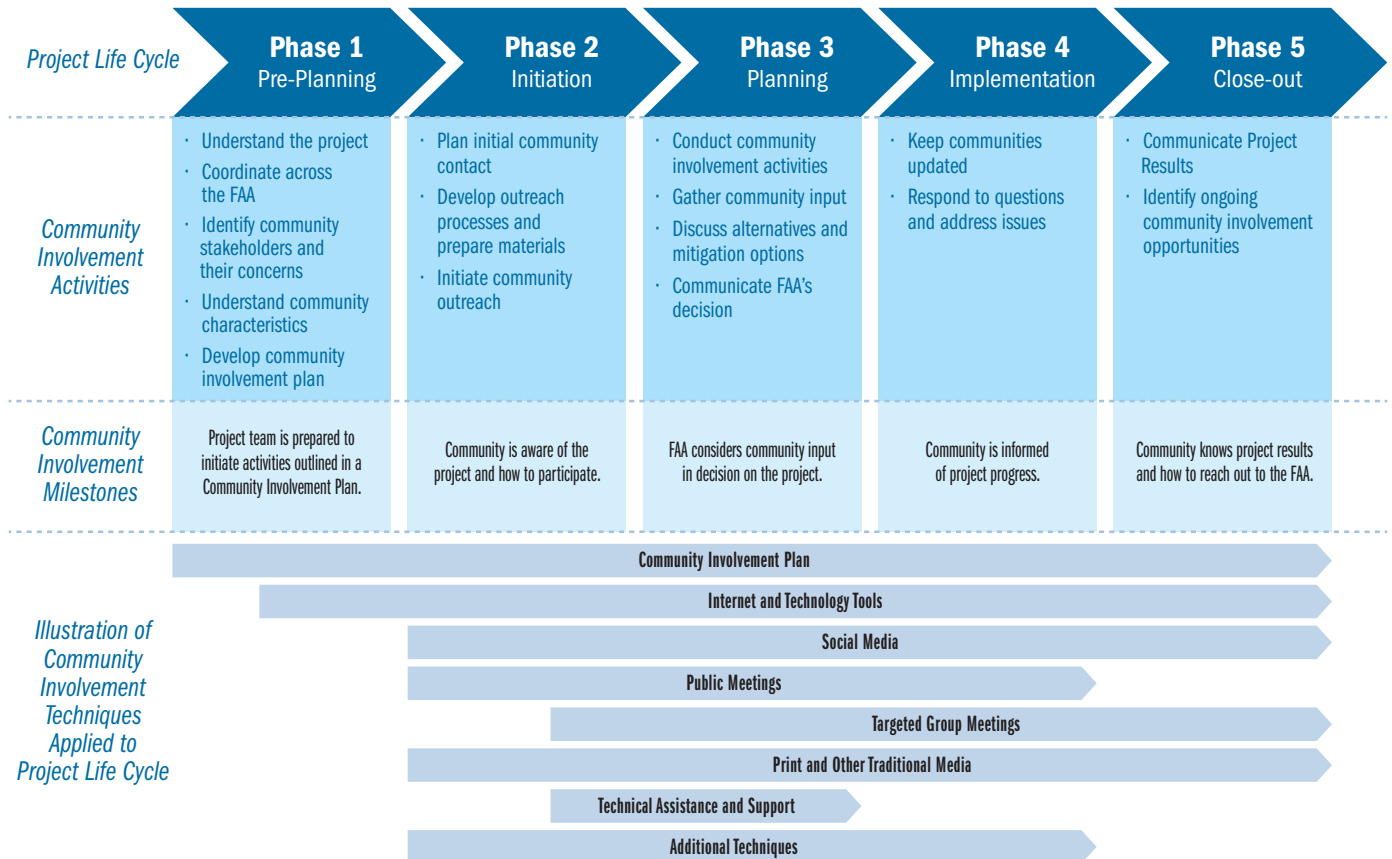 Project Life Cycle
Phase 1
Pre-Planning
Phase 2
Initiation
Phase 3
Planning
Phase 4
Implementation
Phase 5
Close-out
Community
Involvement
Activities
· Understand the project
· Coordinate across
the FAA
· Identify community
stakeholders and
their concerns
· Understand community
characteristics
· Develop community
involvement plan
· Plan initial community
contact
· Develop outreach
processes and
prepare materials
· Initiate community
outreach
· Conduct community
involvement activities
· Gather community input
· Discuss alternatives and
mitigation options
· Communicate FAA's
decision
· Keep communities
updated
· Respond to questions
and address issues
· Communicate Project
Results
· Identify ongoing
community involvement
opportunities
Community
Involvement
Milestones
Project team is prepared to
initiate activities outlined in a
Community Involvement Plan.
Community is aware of the
project and how to participate.
FAA considers community input
in decision on the project.
Community is informed
of project progress.
Community knows project results
and how to reach out to the FAA.
Illustration of
Community
Involvement
Techniques
Applied to
Project Life Cycle
Community Involvement Plan
Internet and Technology Tools
Social Media
Public Meetings
Targeted Group Meetings
Print and Other Traditional Media
Technical Assistance and Support
Additional Techniques